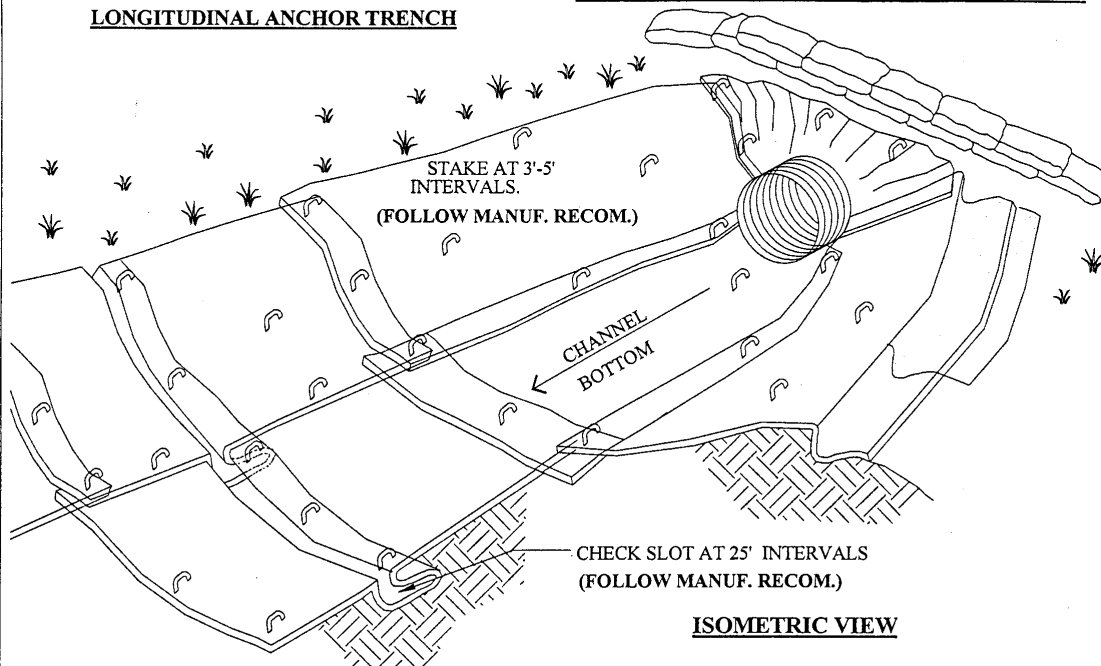 LONGITUDINAL ANCHOR TRENCH
STAKE AT 3'-5'
INTERVALS.
(FOLLOW MANUF. RECOM.)
CHANNEL
BOTTOM
CHECK SLOT AT 25' INTERVALS
(FOLLOW MANUF. RECOM.)
ISOMETRIC VIEW